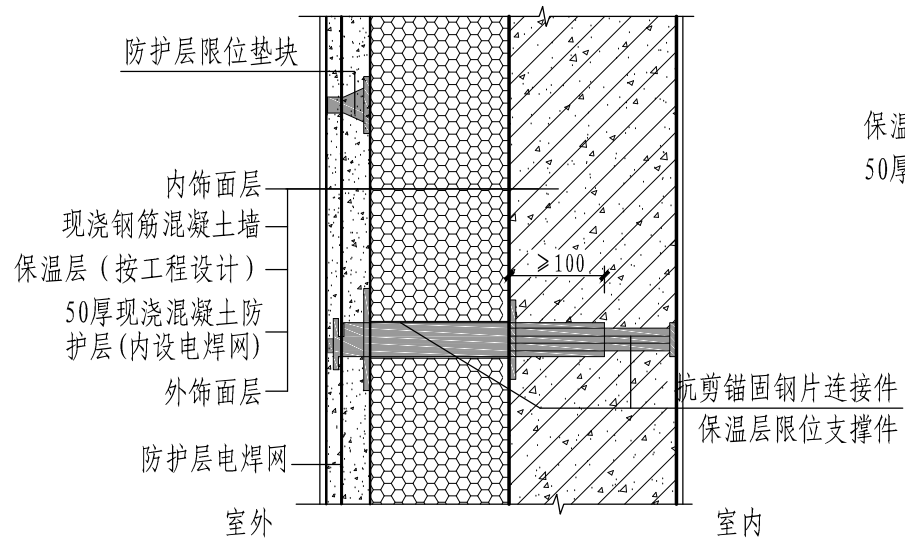 防护层限位垫块
内饰面层
现浇钢筋混凝土墙
保温层（按工程设计）
50厚现浇混凝土防
护层(内设电焊网)
外饰面层
防护层电焊网
室外
≥100
抗剪锚固钢片连接件
保温层限位支撑件
室内
保温
50厚